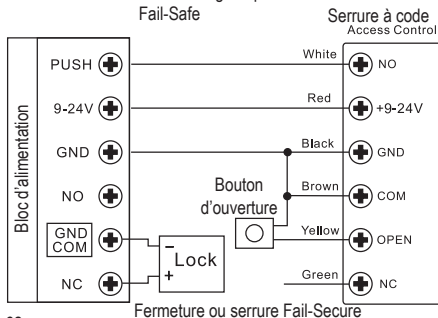 Fail-Safe
Serrure à code
Access Control
Bloc d'alimentation
PUSH
White
NO
9-24V
Red
+9-24V
GND
Black
GND
NO
Bouton
d'ouverture
Brown
COM
GND
COM
Yellow
OPEN
−
Lock
+
NC
Green
NC
Fermeture ou serrure Fail-Secure